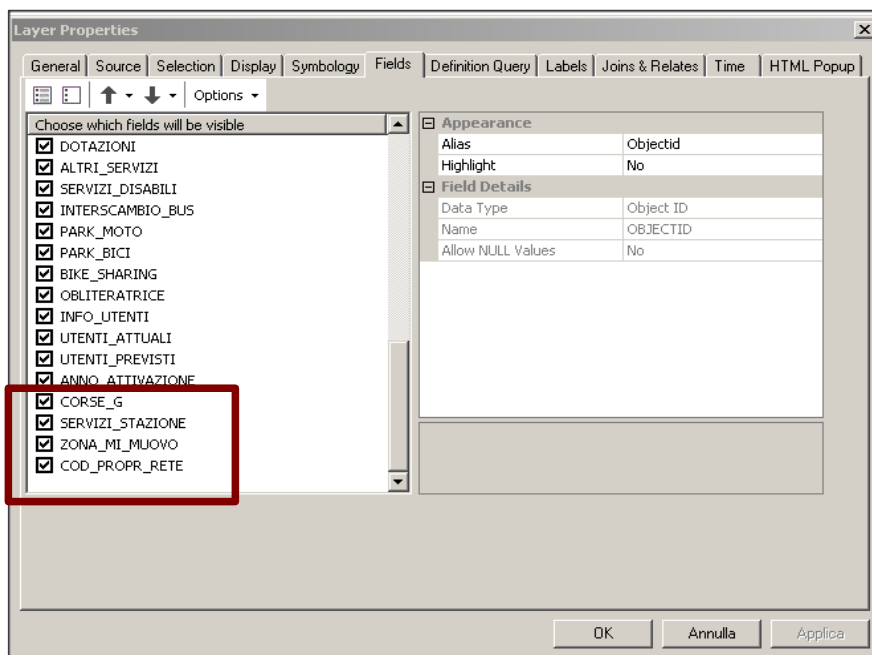 Layer Properties
General Source Selection Display Symbology Fields Definition Query Labels Joins & Relates Time HTML Popup
Options
Choose which fields will be visible
DOTAZIONI
ALTRI_SERVIZI
SERVIZI_DISABILI
INTERSCAMBIO_BUS
PARK_MOTO
PARK_BICI
BIKE_SHARING
OBLITERATRICE
INFO_UTENTI
UTENTI_ATTUALI
UTENTI_PREVISTI
ANNO_ATTIVAZIONE
CORSE_G
SERVIZI_STAZIONE
ZONA_MI_MUOVO
COD_PROPR_RETE
Appearance
Alias Objectid
Highlight No
Field Details
Data Type Object ID
Name OBJECTID
Allow NULL Values No
OK Annulla Applica